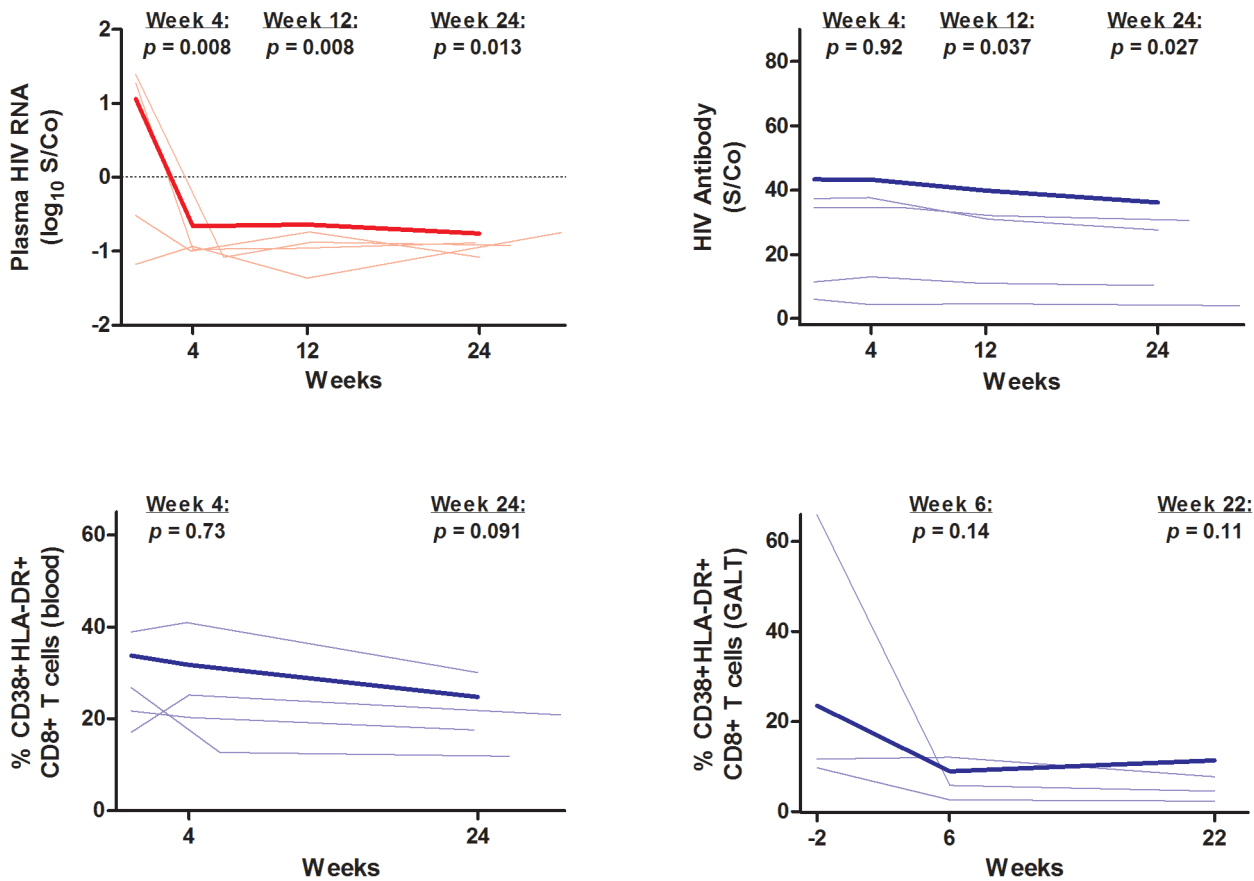 Week 4: Week 12: Week 24:
p = 0.008 p = 0.008 p = 0.013
Plasma HIV RNA
(log10 S/Co)
2
1
0
-1
-2
4 12 24
Weeks
Week 4: Week 12: Week 24:
p = 0.92 p = 0.037 p = 0.027
HIV Antibody
(S/Co)
80
60
40
20
0
4 12 24
Weeks
Week 4: Week 24:
p = 0.73 p = 0.091
% CD38+HLA-DR+
CD8+ T cells (blood)
60
40
20
0
4 24
Weeks
Week 6: Week 22:
p = 0.14 p = 0.11
% CD38+HLA-DR+
CD8+ T cells (GALT)
60
40
20
0
-2 6 22
Weeks